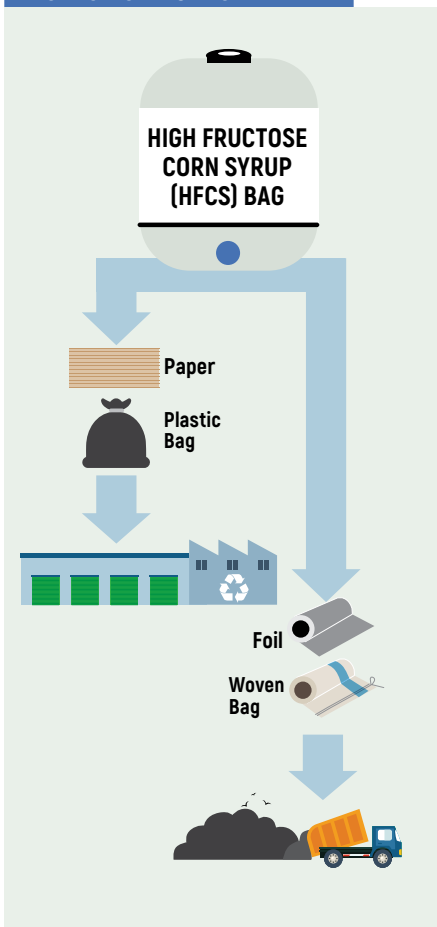 HIGH FRUCTOSE
CORN SYRUP
(HFCS) BAG
Paper
Plastic
Bag
Foil
Woven
Bag